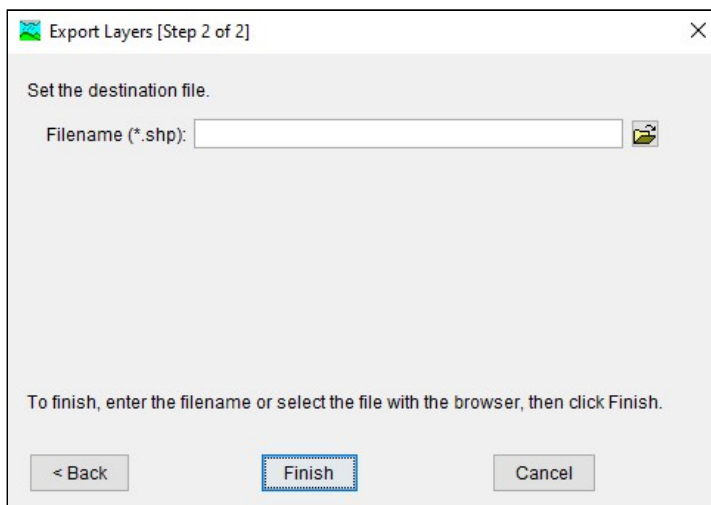 Export Layers [Step 2 of 2]
Set the destination file.
Filename (*.shp):
To finish, enter the filename or select the file with the browser, then click Finish.
< Back
Finish
Cancel